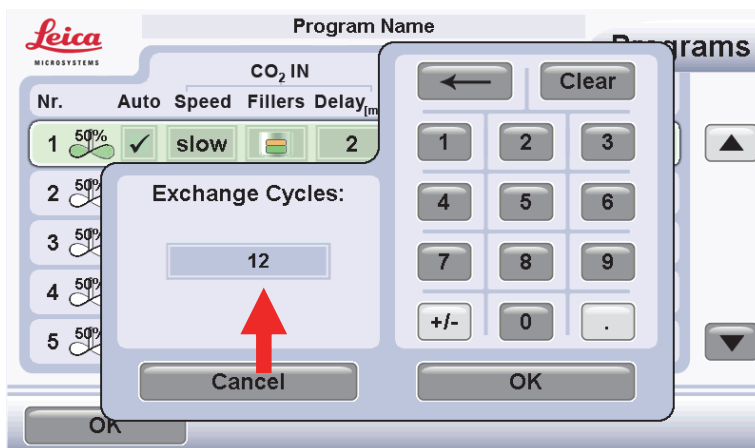 Leica
MICROSYSTEMS
Program Name
Programs
CO₂ IN
Nr. Auto Speed Fillers Delay[m
1 50% ✓ slow 2
2 50%
3 50%
4 50%
5 50%
Exchange Cycles:
12
Cancel
← Clear
1 2 3
4 5 6
7 8 9
+/- 0 .
OK
OK